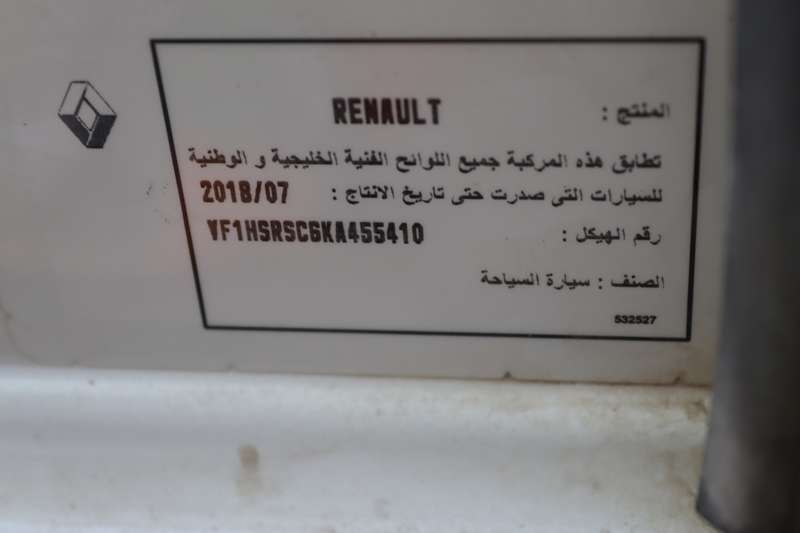 المنتج : RENAULT
تطابق هذه المركبة جميع اللوائح الفنية الخليجية و الوطنية
للسيارات التى صدرت حتى تاريخ الانتاج : 2018/07
رقم الهيكل : VF1HSRSC6KA455410
الصنف : سيارة السياحة
532527